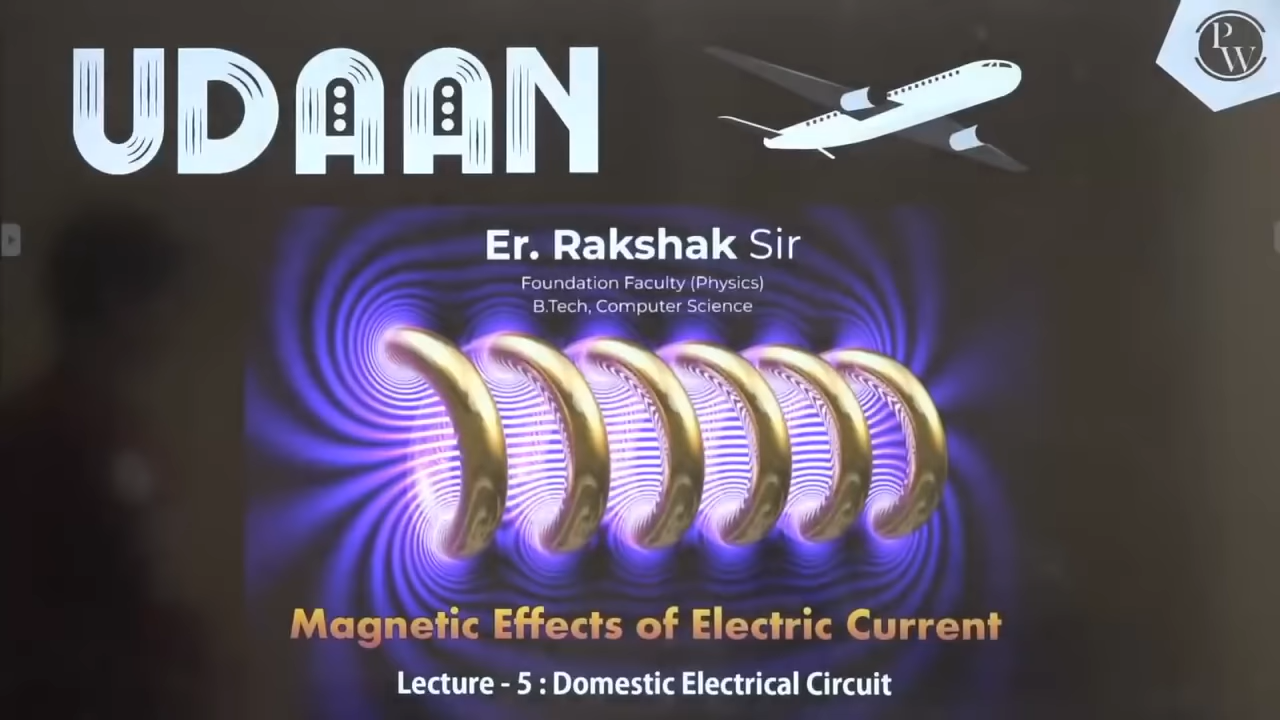 UDAAN
PW
Er. Rakshak Sir
Foundation Faculty (Physics)
B.Tech, Computer Science
Magnetic Effects of Electric Current
Lecture - 5 : Domestic Electrical Circuit